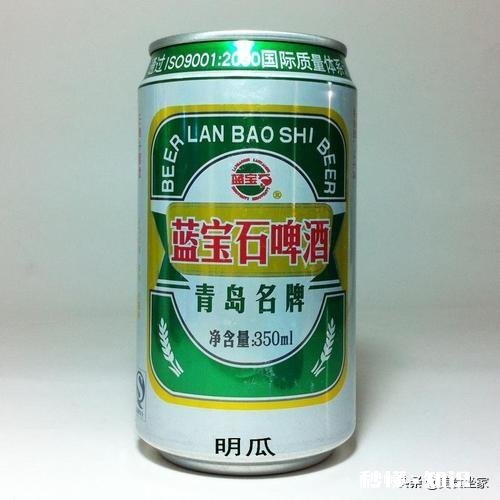 通过ISO9001:2000国际质量体系
BEER LAN BAO SHI BEER
蓝宝
®
蓝宝石啤酒
青岛名牌
净含量:350ml
明瓜